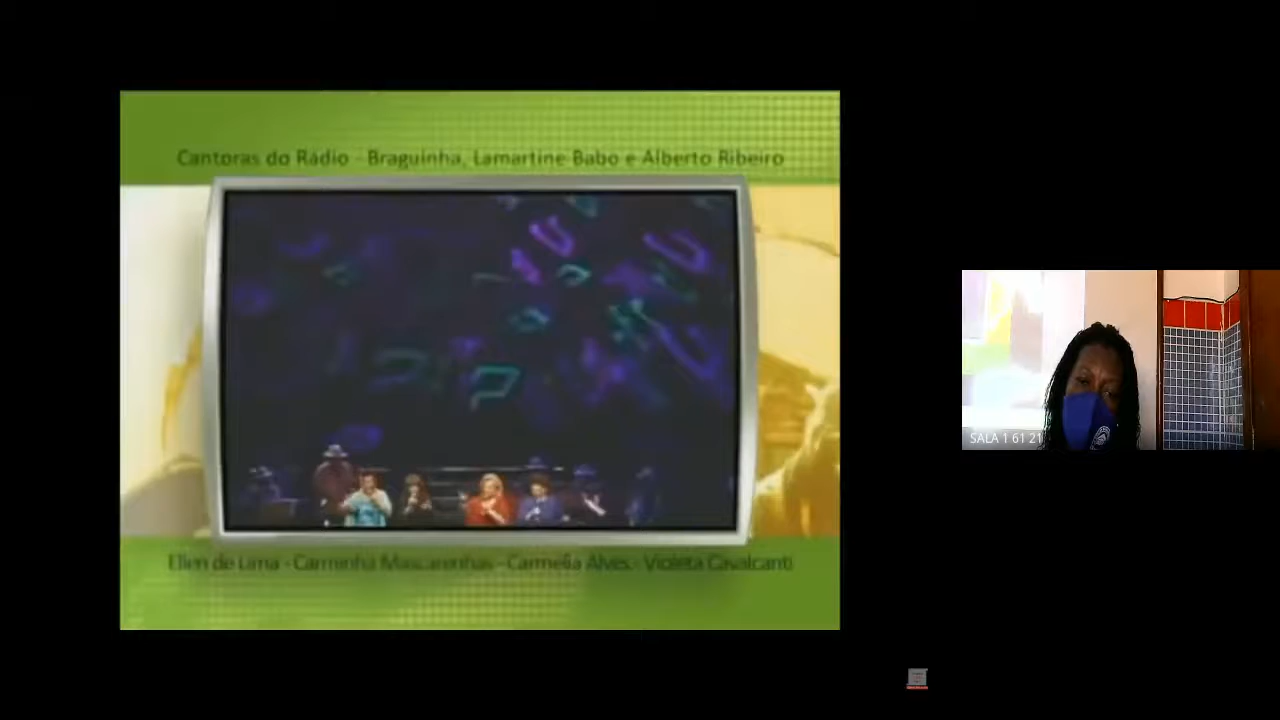 Cantoras do Rádio - Braguinha, Lamartine Babo e Alberto Ribeiro
Ellen de Lima - Carminha Mascarenhas - Carmelia Alves - Violeta Cavalcanti
SALA 1 61 21